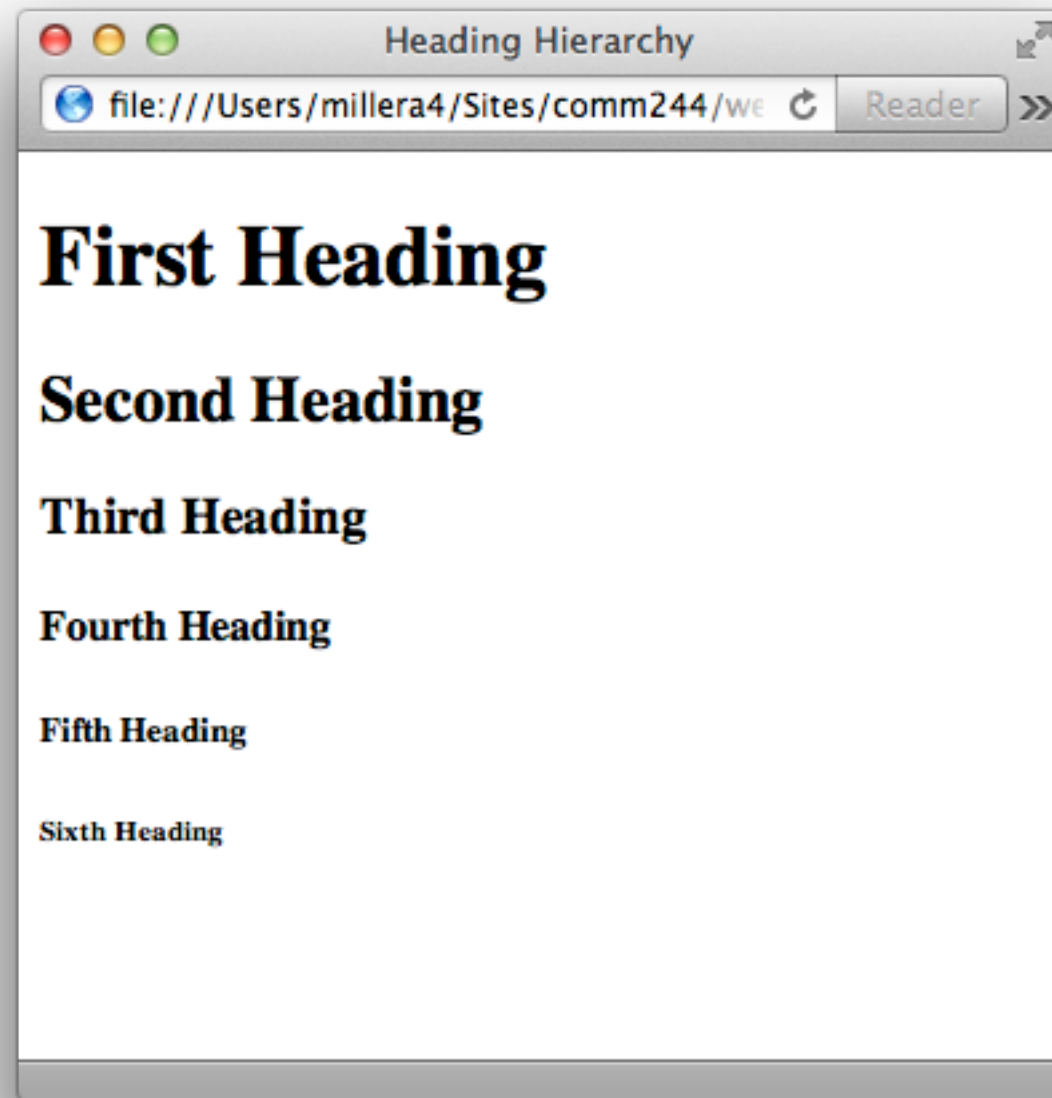 Heading Hierarchy
file:///Users/millera4/Sites/comm244/we Reader
First Heading
Second Heading
Third Heading
Fourth Heading
Fifth Heading
Sixth Heading